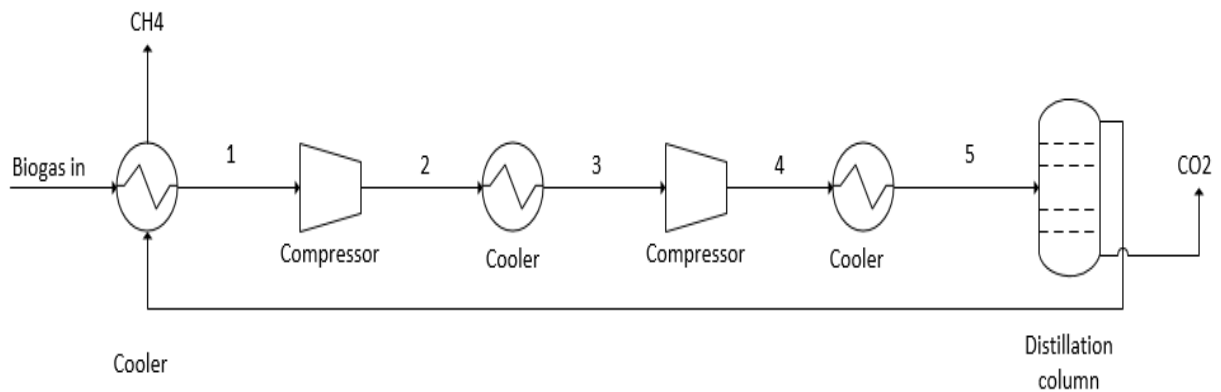 CH4
Biogas in
1
2
3
4
5
CO2
Compressor
Cooler
Compressor
Cooler
Cooler
Distillation
column